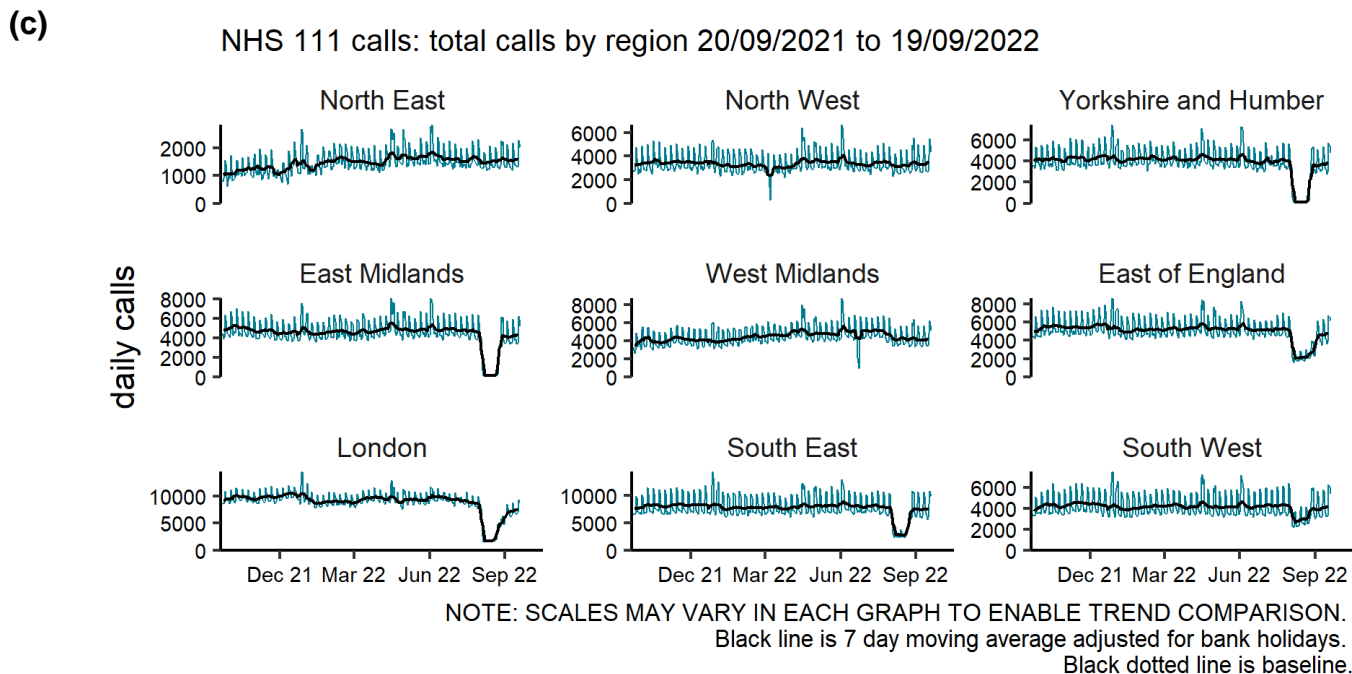 (c)
NHS 111 calls: total calls by region 20/09/2021 to 19/09/2022
daily calls
North East
2000
1000
0
North West
6000
4000
2000
0
Yorkshire and Humber
6000
4000
2000
0
East Midlands
8000
6000
4000
2000
0
West Midlands
8000
6000
4000
2000
0
East of England
8000
6000
4000
2000
0
London
10000
5000
0
South East
10000
5000
0
South West
6000
4000
2000
0
Dec 21 Mar 22 Jun 22 Sep 22
Dec 21 Mar 22 Jun 22 Sep 22
Dec 21 Mar 22 Jun 22 Sep 22
NOTE: SCALES MAY VARY IN EACH GRAPH TO ENABLE TREND COMPARISON.
Black line is 7 day moving average adjusted for bank holidays.
Black dotted line is baseline.